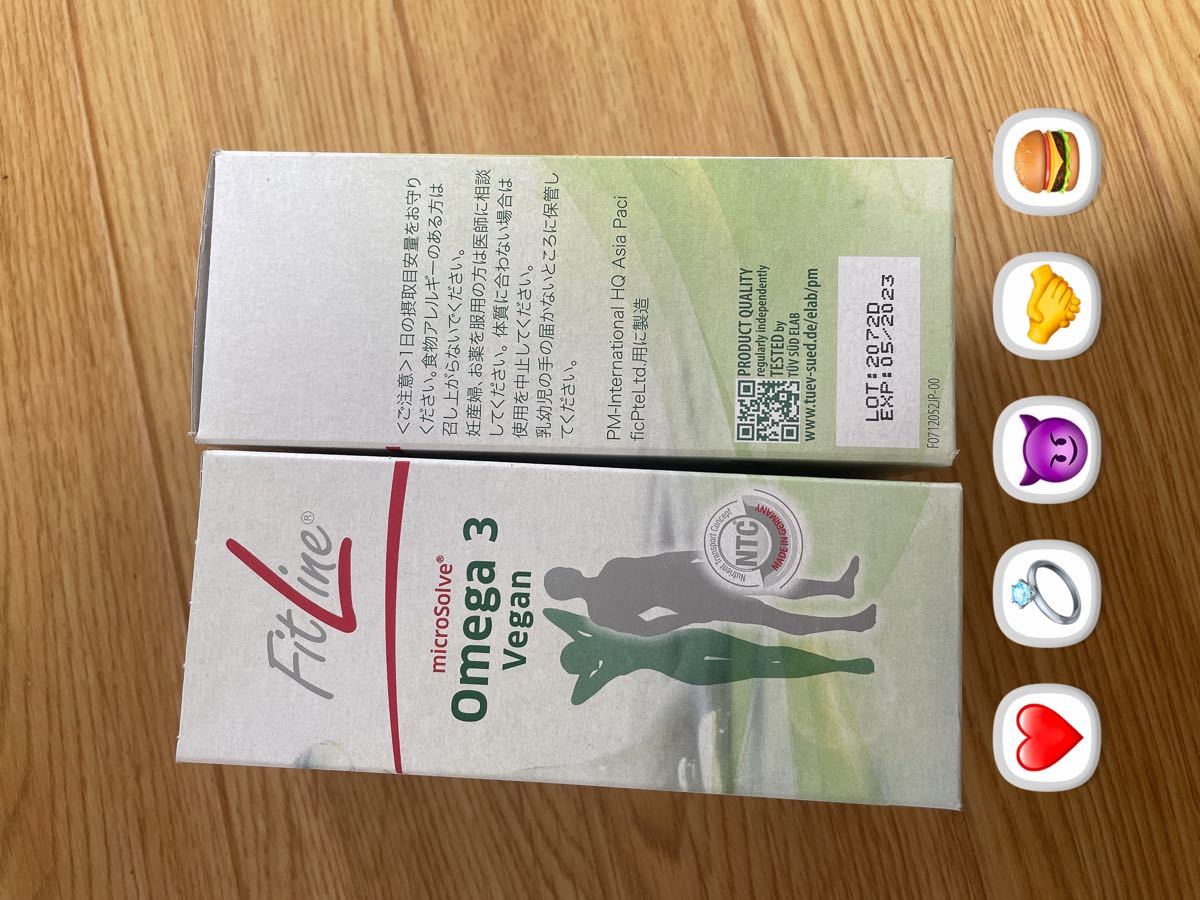 FitLine®
microSolve®
Omega 3
Vegan
Nutrient Transport Concept
NTC®
MADE IN GERMANY
<ご注意>1日の摂取目安量をお守り
ください。食物アレルギーのある方は
召し上がらないでください。
妊産婦、お薬を服用の方は医師に相談
してください。体質に合わない場合は
使用を中止してください。
乳幼児の手の届かないところに保管し
てください。
PM-International HQ Asia Paci
ficPteLtd.用に製造
PRODUCT QUALITY
regularly independently
TESTED by
TÜV SÜD ELAB
www.tuev-sued.de/elab/pm
LOT:2072D
EXP:05/2023
F0712052JP-00